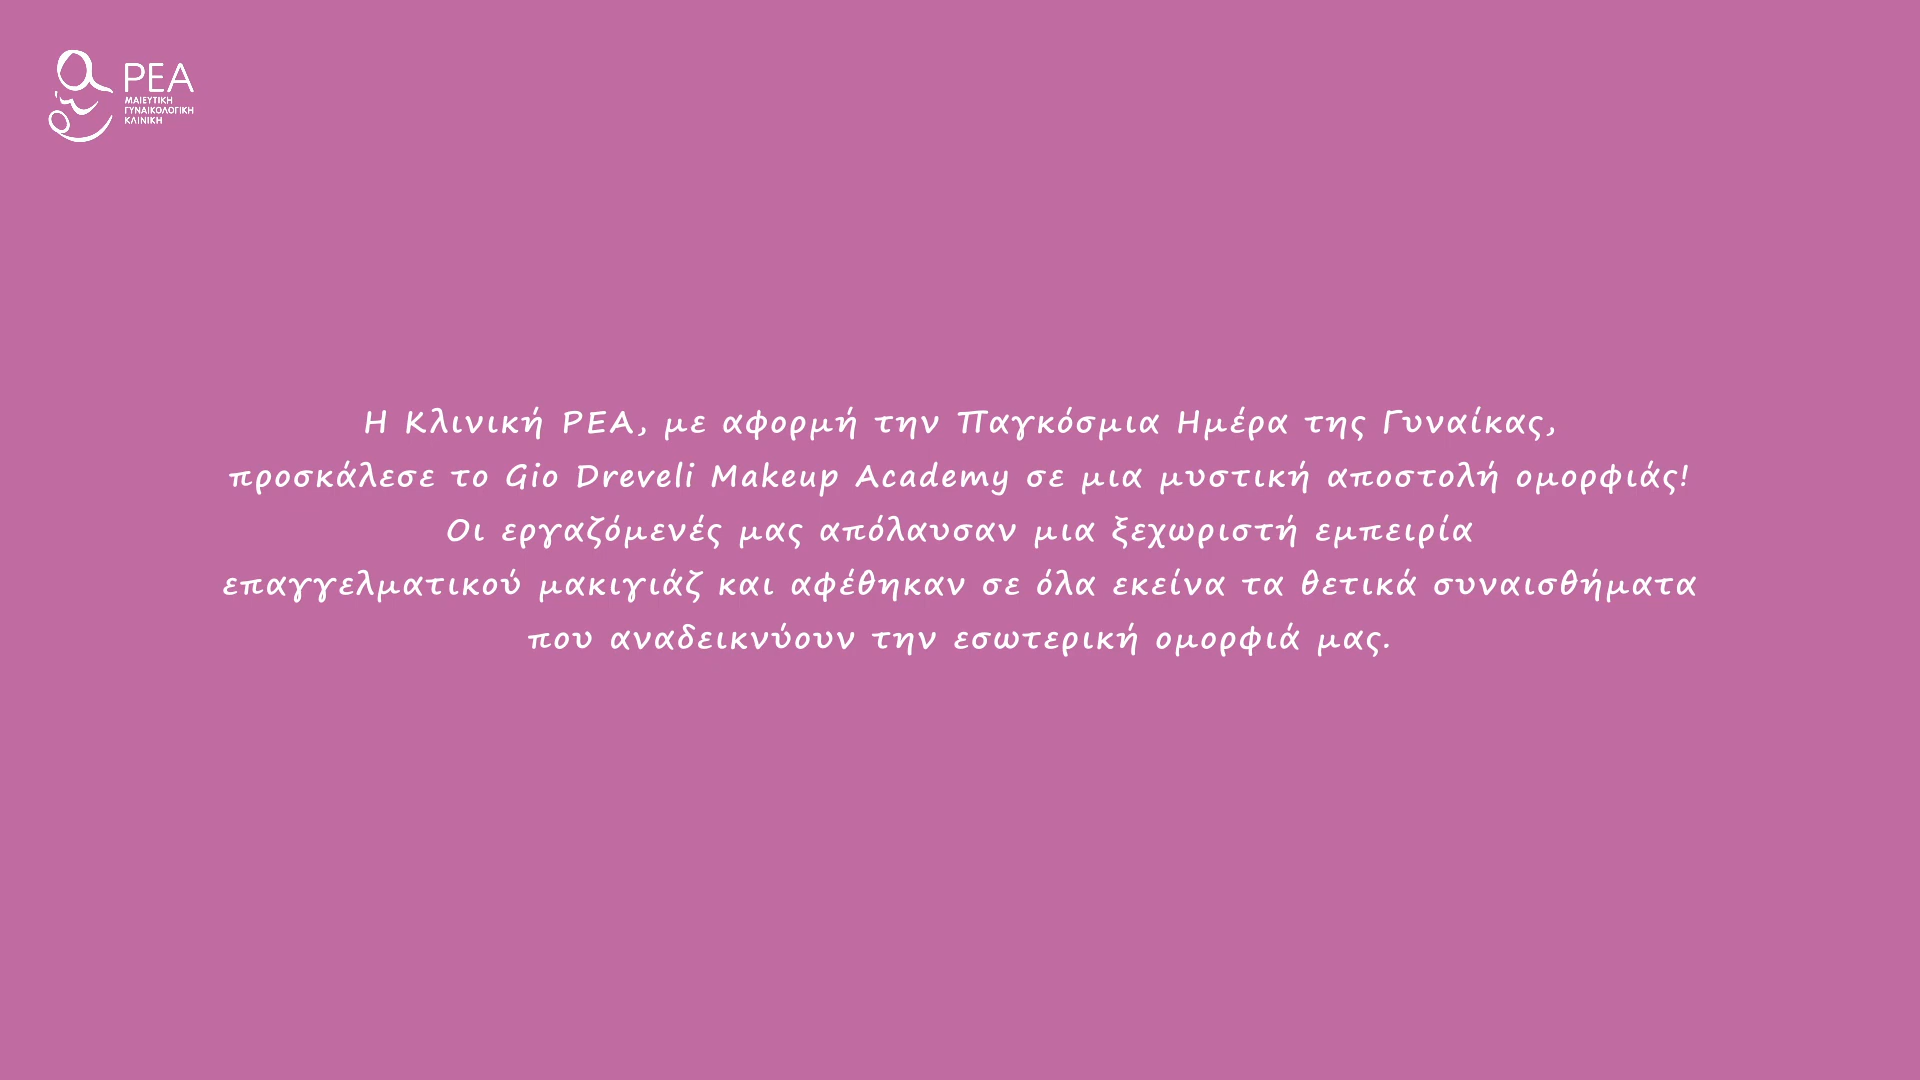 ΡΕΑ
ΜΑΙΕΥΤΙΚΗ
ΓΥΝΑΙΚΟΛΟΓΙΚΗ
ΚΛΙΝΙΚΗ
Η Κλινική ΡΕΑ, με αφορμή την Παγκόσμια Ημέρα της Γυναίκας,
προσκάλεσε το Gio Dreveli Makeup Academy σε μια μυστική αποστολή ομορφιάς!
Οι εργαζόμενές μας απόλαυσαν μια ξεχωριστή εμπειρία
επαγγελματικού μακιγιάζ και αφέθηκαν σε όλα εκείνα τα θετικά συναισθήματα
που αναδεικνύουν την εσωτερική ομορφιά μας.